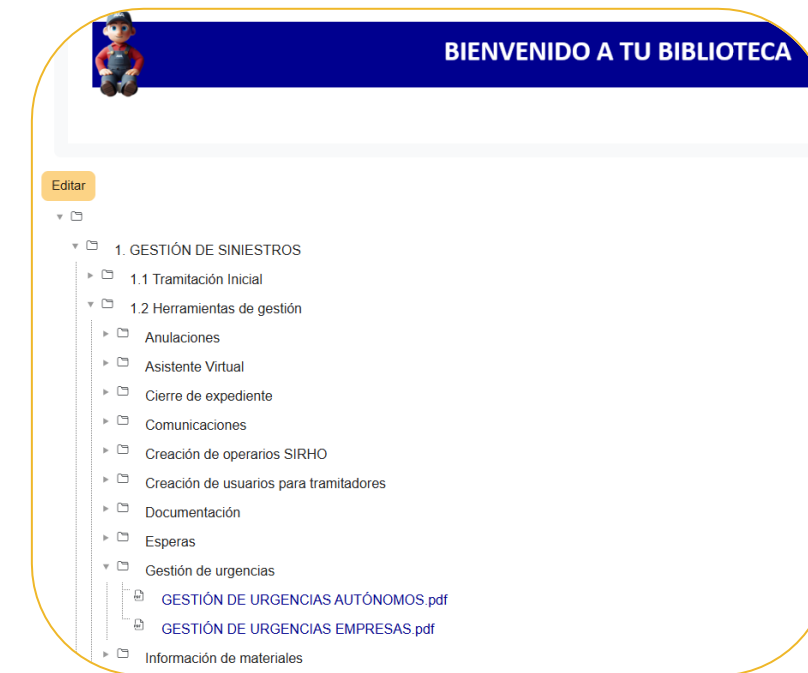 BIENVENIDO A TU BIBLIOTECA
Editar
1. GESTIÓN DE SINIESTROS
1.1 Tramitación Inicial
1.2 Herramientas de gestión
Anulaciones
Asistente Virtual
Cierre de expediente
Comunicaciones
Creación de operarios SIRHO
Creación de usuarios para tramitadores
Documentación
Esperas
Gestión de urgencias
GESTIÓN DE URGENCIAS AUTÓNOMOS.pdf
GESTIÓN DE URGENCIAS EMPRESAS.pdf
Información de materiales